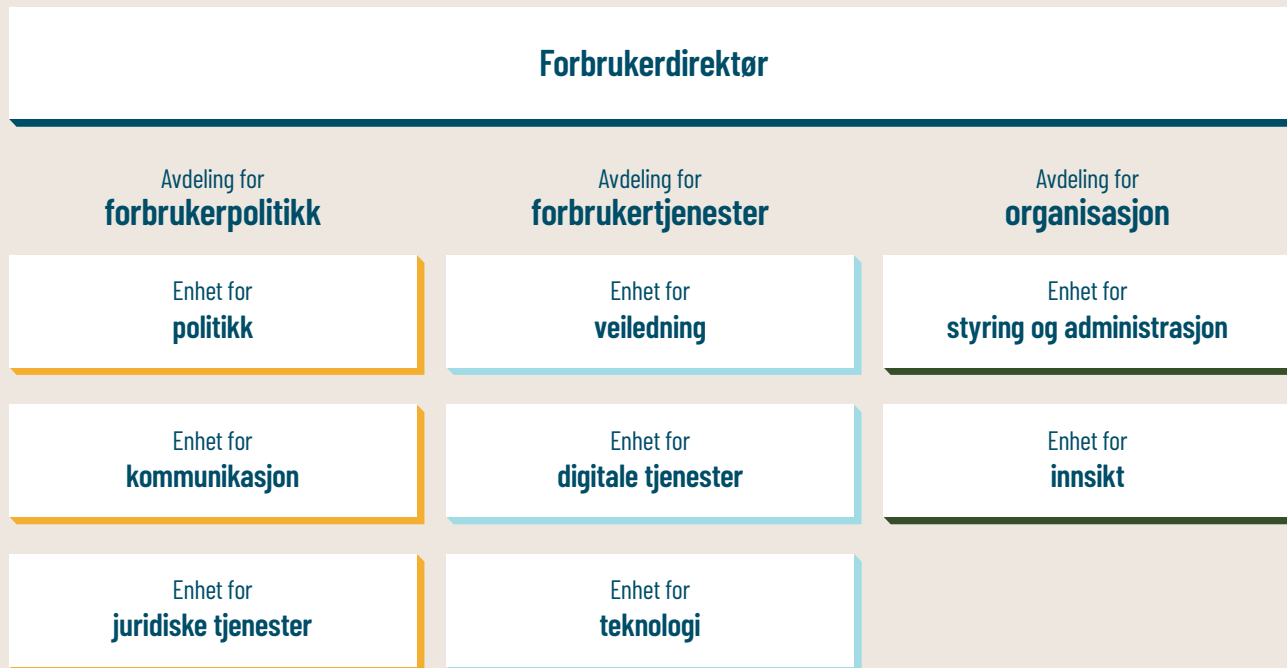 Forbrukerdirektør
Avdeling for
forbrukerpolitikk
Enhet for
politikk
Enhet for
kommunikasjon
Enhet for
juridiske tjenester
Avdeling for
forbrukertjenester
Enhet for
veiledning
Enhet for
digitale tjenester
Enhet for
teknologi
Avdeling for
organisasjon
Enhet for
styring og administrasjon
Enhet for
innsikt